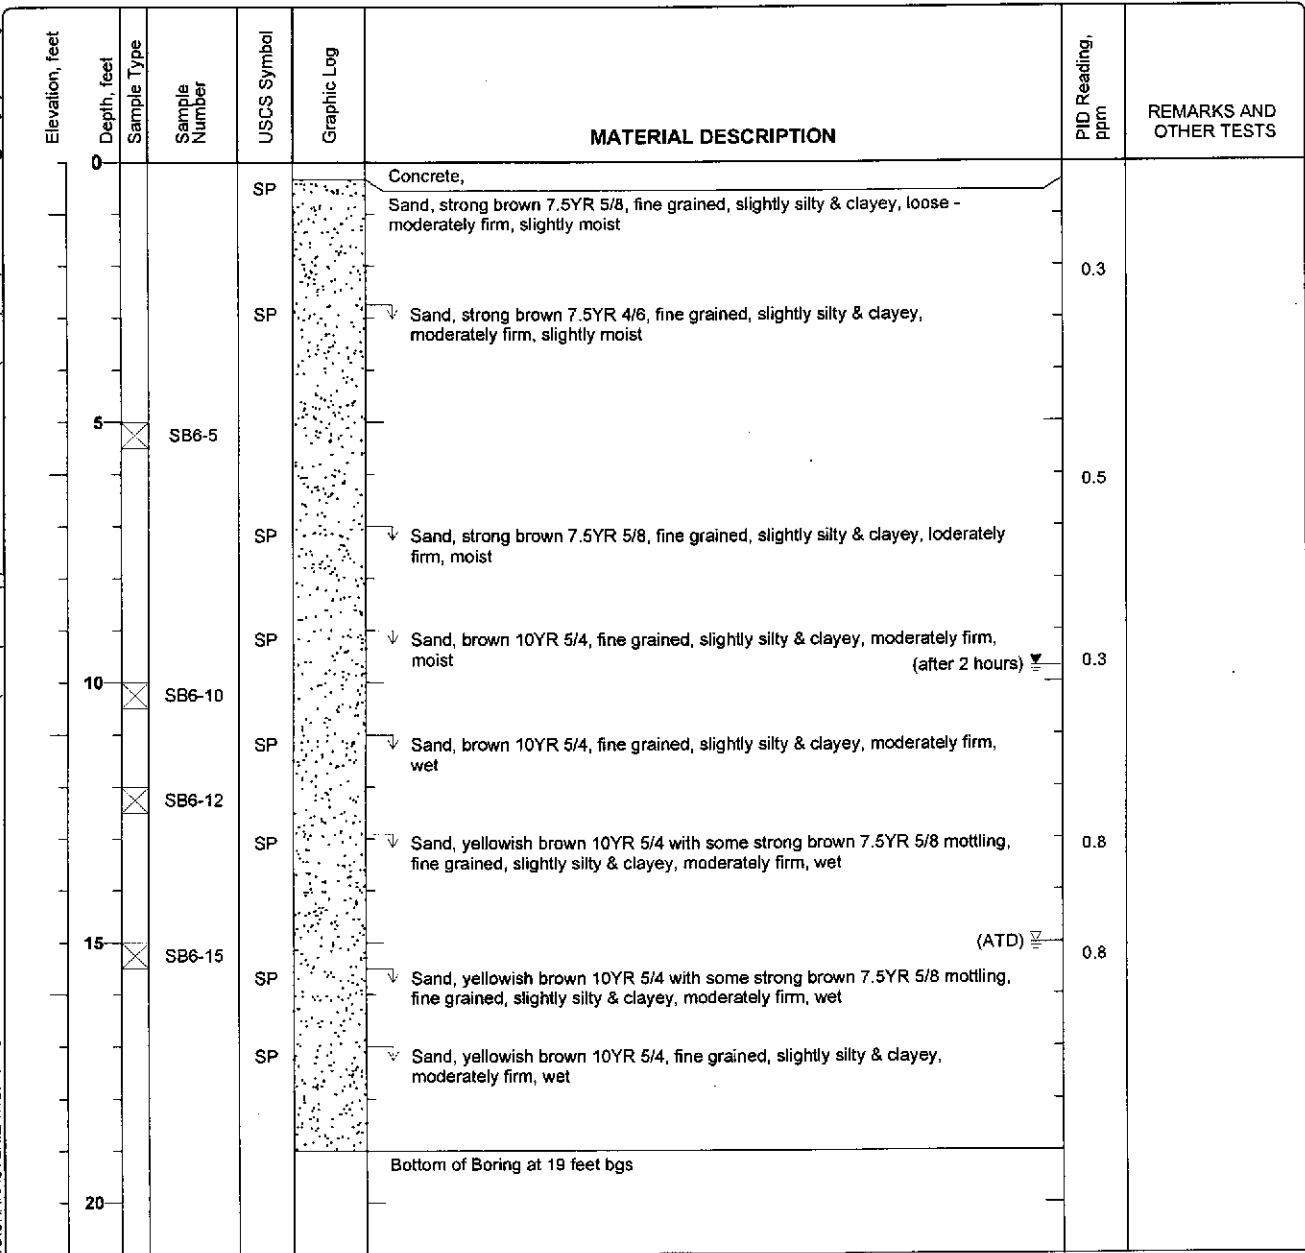 Elevation, feet
Depth, feet
Sample Type
Sample
Number
USCS Symbol
Graphic Log
MATERIAL DESCRIPTION
PID Reading,
ppm
REMARKS AND
OTHER TESTS
0
Concrete,
SP
Sand, strong brown 7.5YR 5/8, fine grained, slightly silty & clayey, loose -
moderately firm, slightly moist
0.3
SP
Sand, strong brown 7.5YR 4/6, fine grained, slightly silty & clayey,
moderately firm, slightly moist
5
SB6-5
0.5
SP
Sand, strong brown 7.5YR 5/8, fine grained, slightly silty & clayey, loderately
firm, moist
SP
Sand, brown 10YR 5/4, fine grained, slightly silty & clayey, moderately firm,
moist
(after 2 hours)
0.3
10
SB6-10
SP
Sand, brown 10YR 5/4, fine grained, slightly silty & clayey, moderately firm,
wet
SB6-12
SP
Sand, yellowish brown 10YR 5/4 with some strong brown 7.5YR 5/8 mottling,
fine grained, slightly silty & clayey, moderately firm, wet
0.8
15
(ATD)
SB6-15
0.8
SP
Sand, yellowish brown 10YR 5/4 with some strong brown 7.5YR 5/8 mottling,
fine grained, slightly silty & clayey, moderately firm, wet
SP
Sand, yellowish brown 10YR 5/4, fine grained, slightly silty & clayey,
moderately firm, wet
Bottom of Boring at 19 feet bgs
20